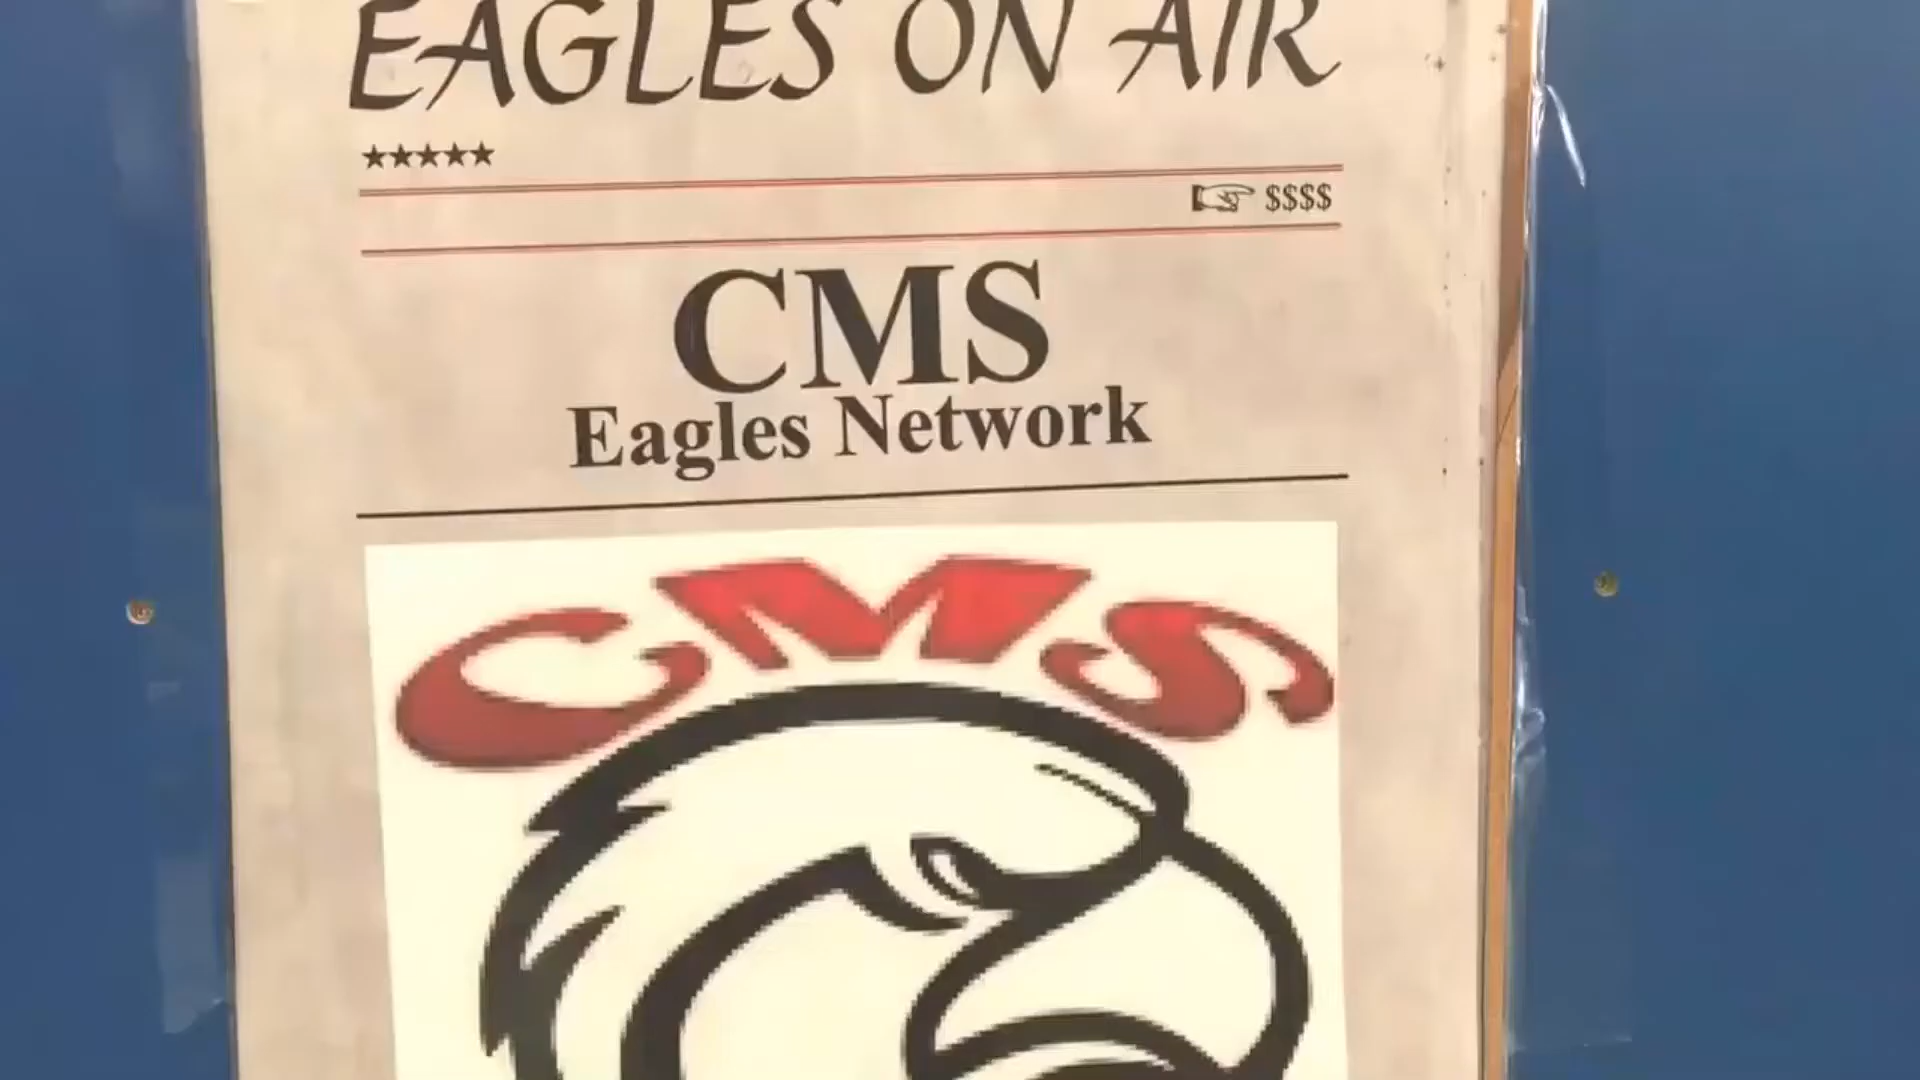 EAGLES ON AIR
★★★★★
☞ $$$$
CMS
Eagles Network
CMS